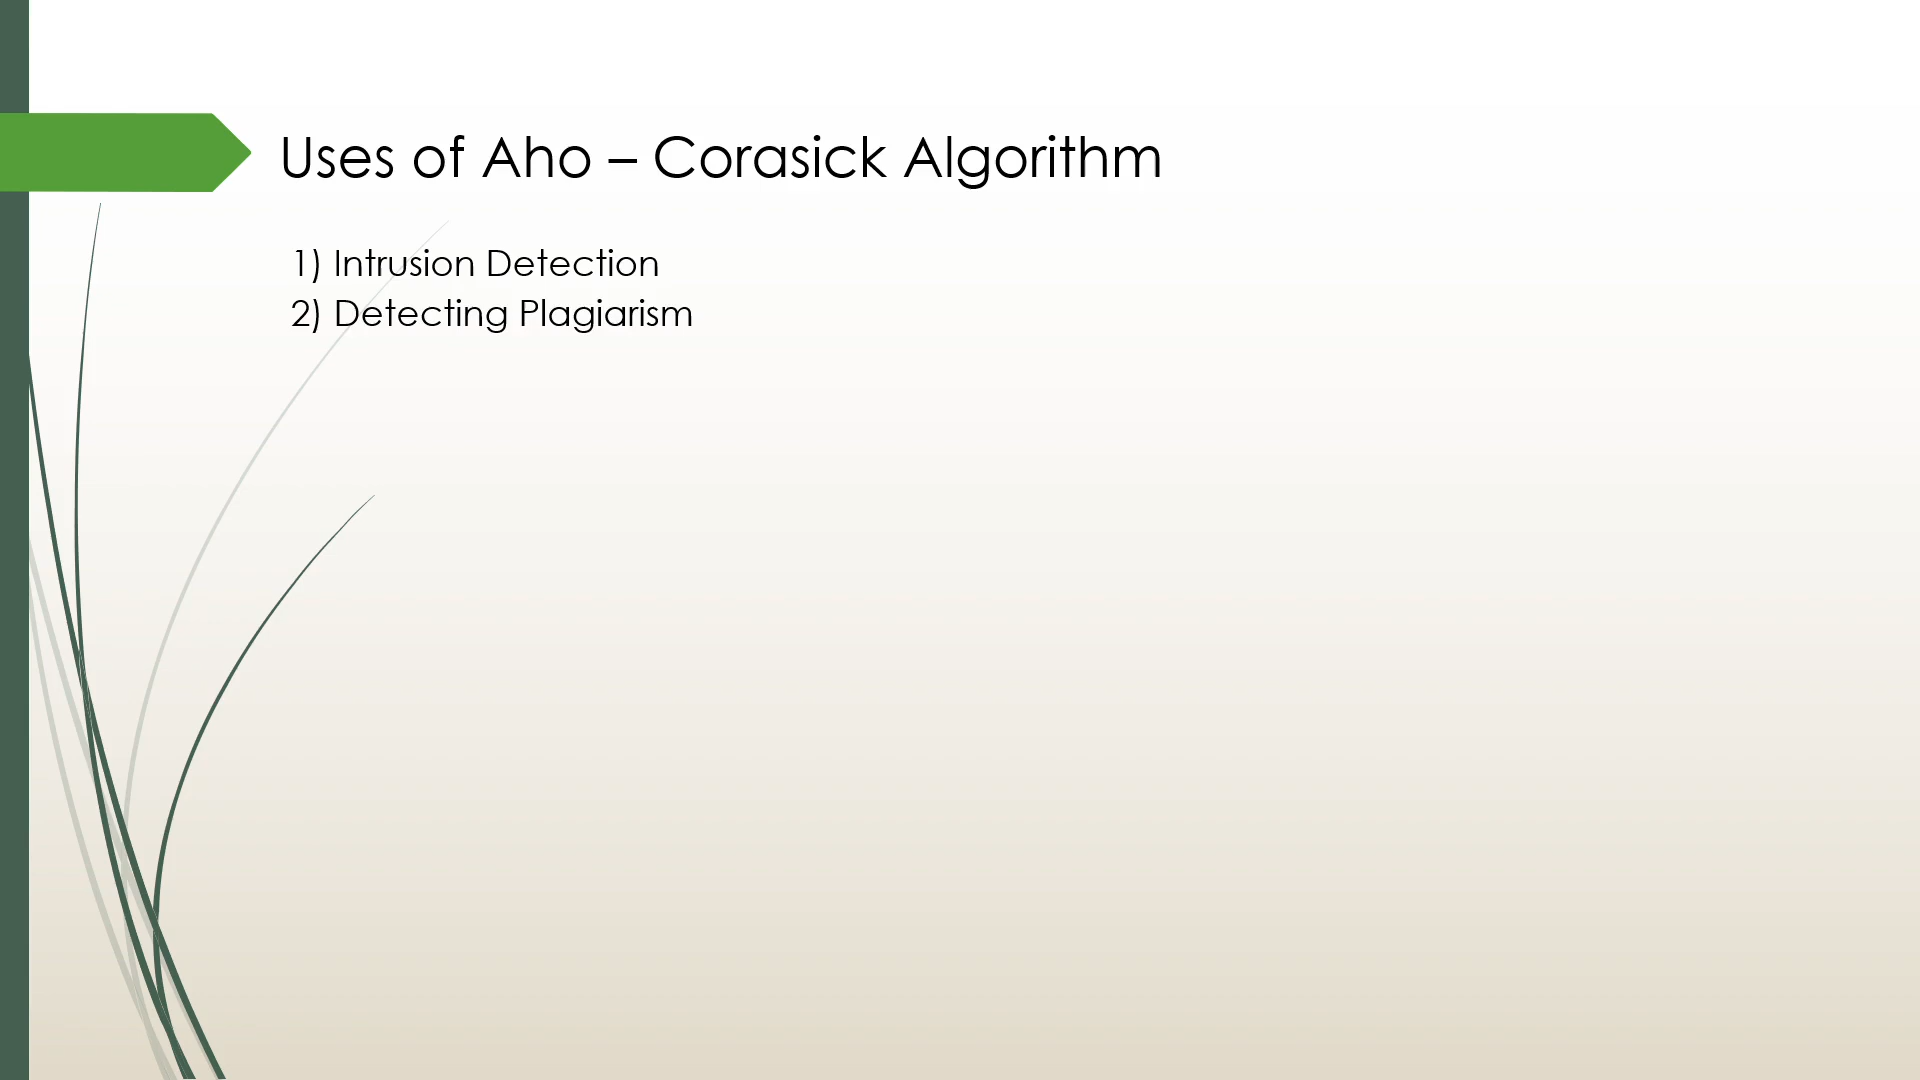 Uses of Aho – Corasick Algorithm
1) Intrusion Detection
2) Detecting Plagiarism